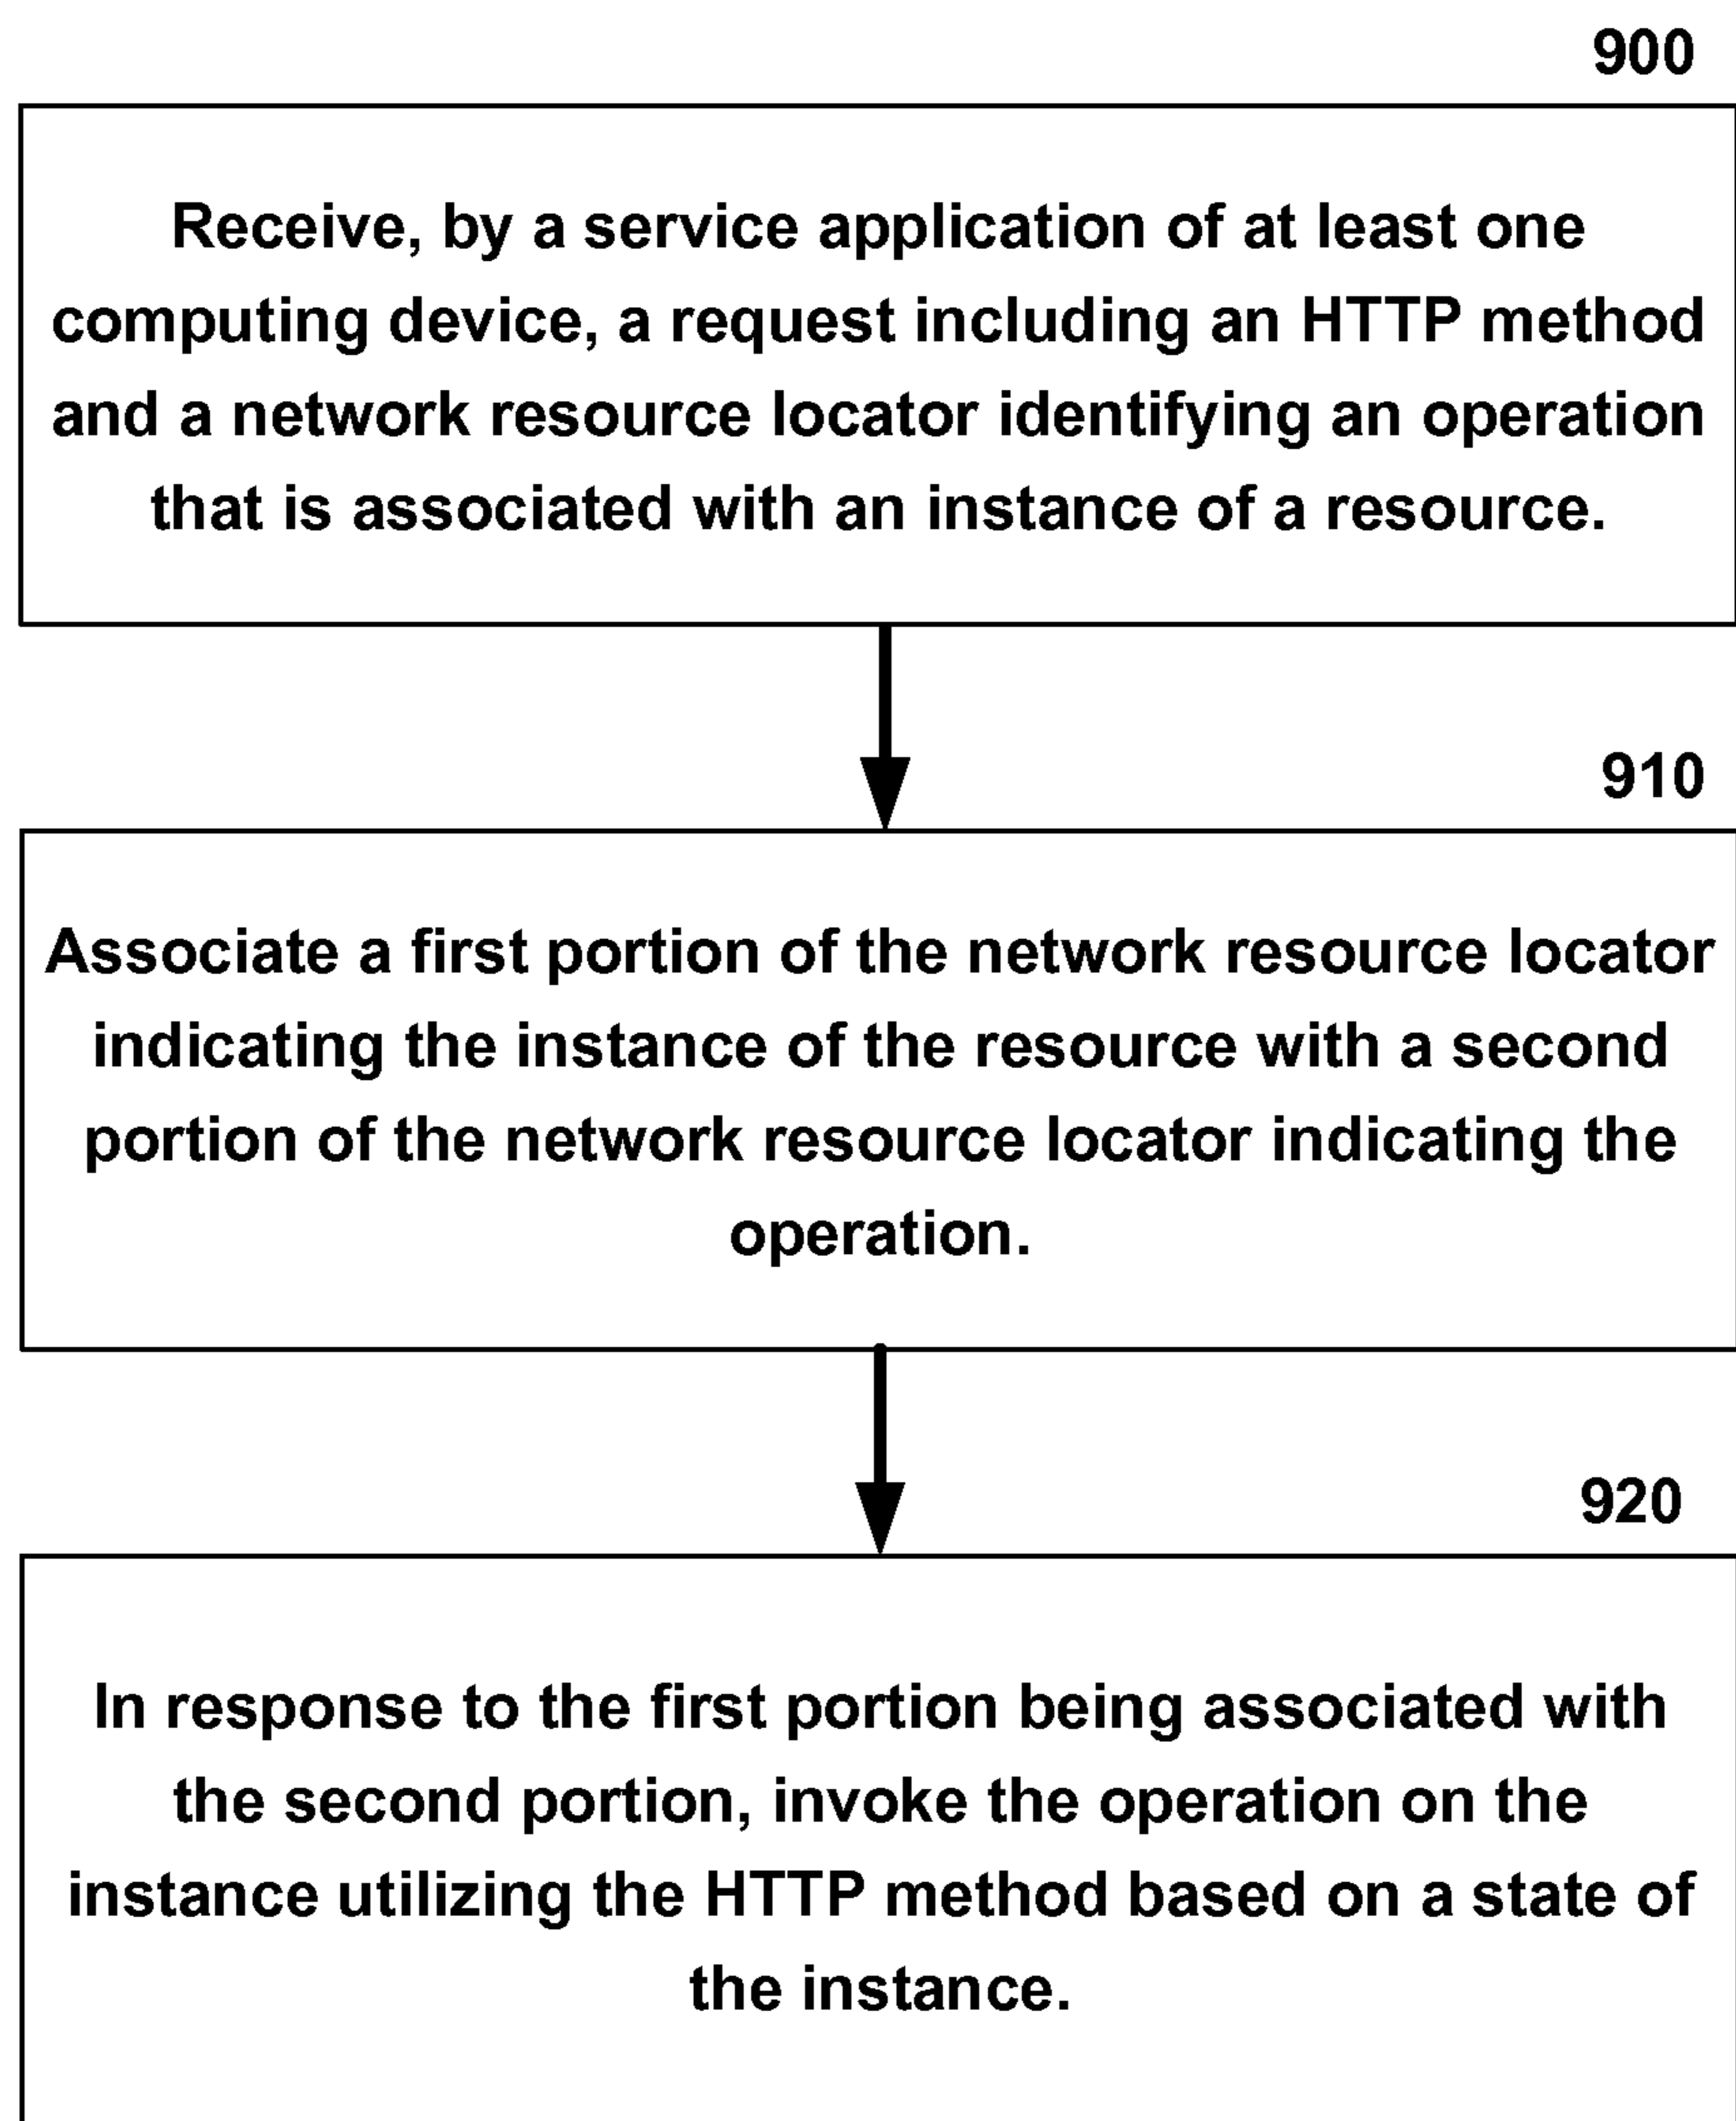 900
Receive, by a service application of at least one
computing device, a request including an HTTP method
and a network resource locator identifying an operation
that is associated with an instance of a resource.
910
Associate a first portion of the network resource locator
indicating the instance of the resource with a second
portion of the network resource locator indicating the
operation.
920
In response to the first portion being associated with
the second portion, invoke the operation on the
instance utilizing the HTTP method based on a state of
the instance.